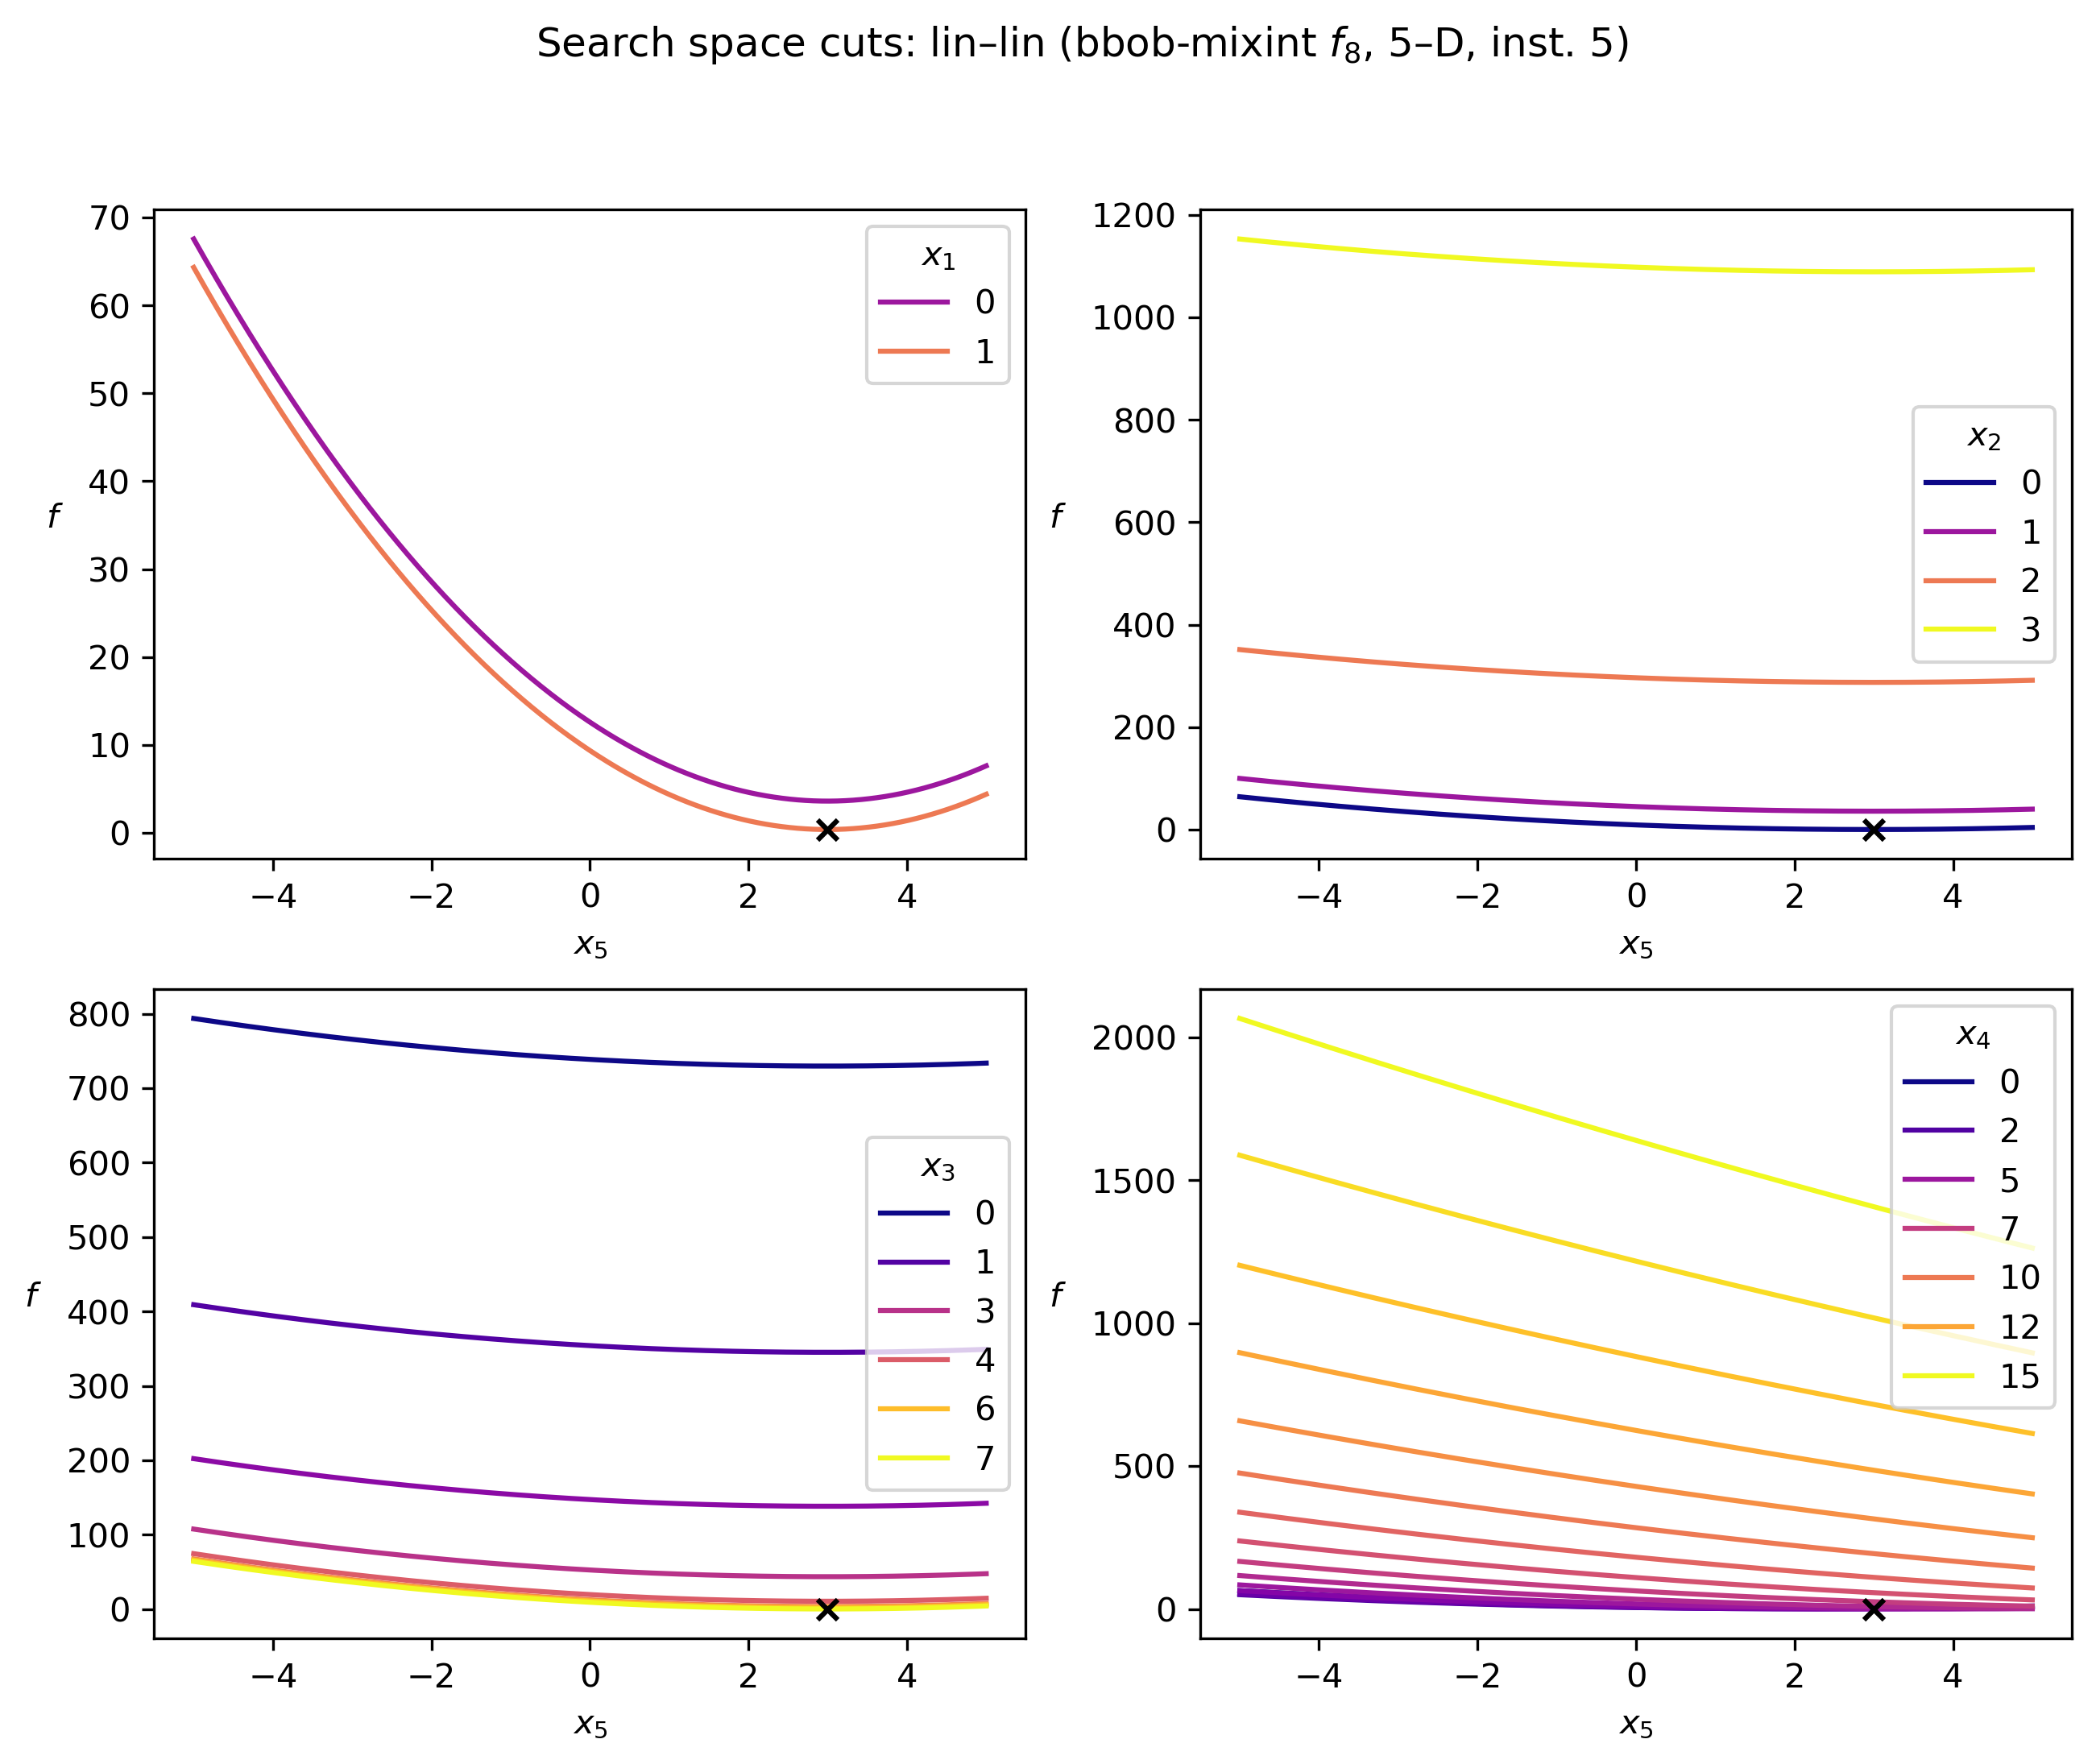 Search space cuts: lin–lin (bbob-mixint f₈, 5–D, inst. 5)
70
60
50
40
30
20
10
0
f
x₁
0
1
−4 −2 0 2 4
x₅
1200
1000
800
600
400
200
0
f
x₂
0
1
2
3
−4 −2 0 2 4
x₅
800
700
600
500
400
300
200
100
0
f
x₃
0
1
3
4
6
7
−4 −2 0 2 4
x₅
2000
1500
1000
500
0
f
x₄
0
2
5
7
10
12
15
−4 −2 0 2 4
x₅